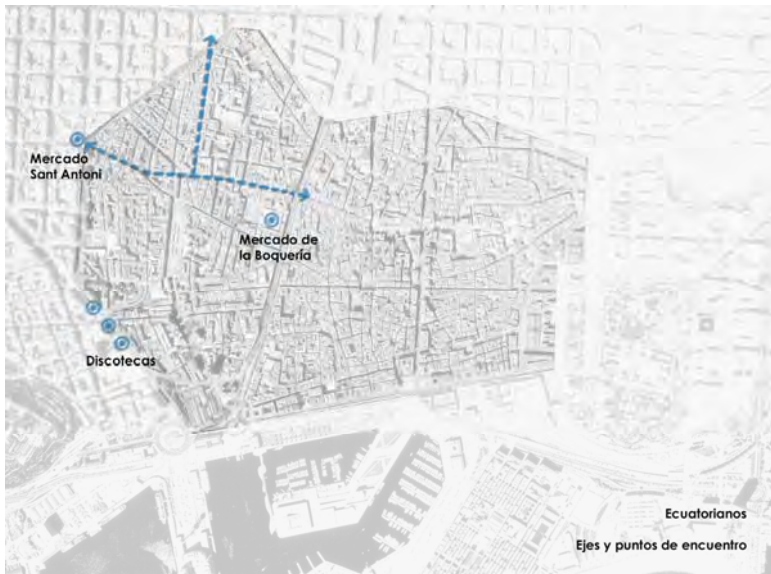 Mercado
Sant Antoni
Mercado de
la Boquería
Discotecas
Ecuatorianos
Ejes y puntos de encuentro